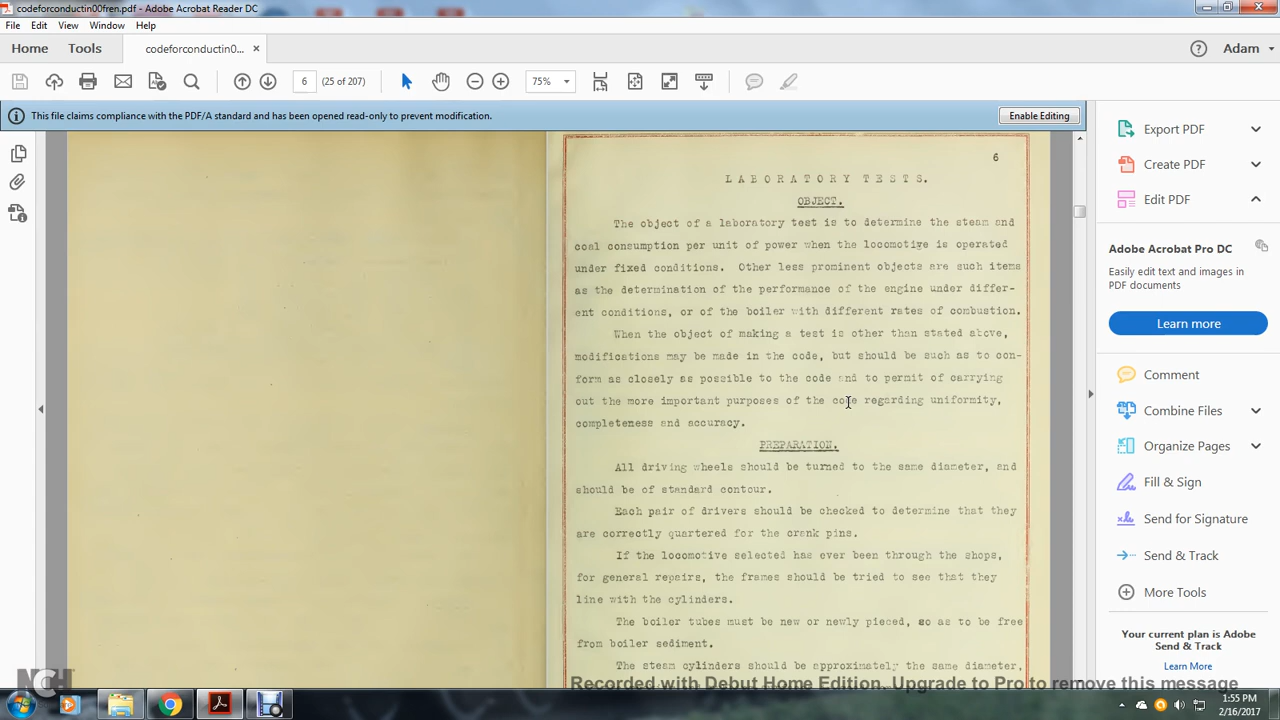 codeforconductin00fren.pdf - Adobe Acrobat Reader DC
File Edit View Window Help
Home Tools codeforconductin0... × Adam
6 (25 of 207) 75%
This file claims compliance with the PDF/A standard and has been opened read-only to prevent modification. Enable Editing
6
LABORATORY TESTS.
OBJECT.
The object of a laboratory test is to determine the steam and
coal consumption per unit of power when the locomotive is operated
under fixed conditions. Other less prominent objects are such items
as the determination of the performance of the engine under differ-
ent conditions, or of the boiler with different rates of combustion.
When the object of making a test is other than stated above,
modifications may be made in the code, but should be such as to con-
form as closely as possible to the code and to permit of carrying
out the more important purposes of the code regarding uniformity,
completeness and accuracy.
PREPARATION.
All driving wheels should be turned to the same diameter, and
should be of standard contour.
Each pair of drivers should be checked to determine that they
are correctly quartered for the crank pins.
If the locomotive selected has ever been through the shops,
for general repairs, the frames should be tried to see that they
line with the cylinders.
The boiler tubes must be new or newly pieced, so as to be free
from boiler sediment.
The steam cylinders should be approximately the same diameter,
Export PDF
Create PDF
Edit PDF
Adobe Acrobat Pro DC
Easily edit text and images in
PDF documents
Learn more
Comment
Combine Files
Organize Pages
Fill & Sign
Send for Signature
Send & Track
More Tools
Your current plan is Adobe
Send & Track
Learn More
NCH
Recorded with Debut Home Edition. Upgrade to Pro to remove this message
1:55 PM
2/16/2017